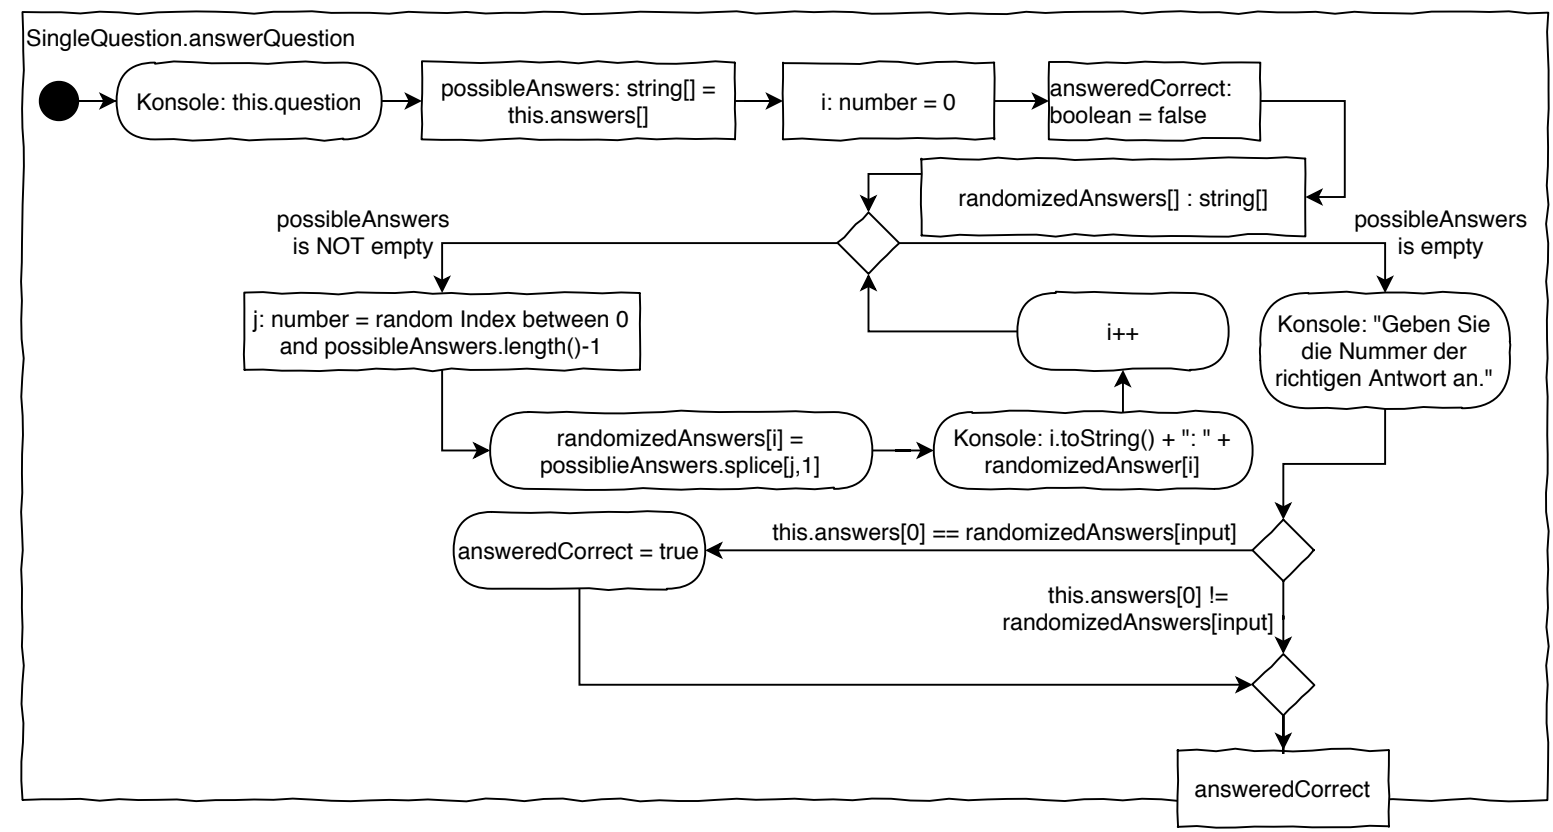 SingleQuestion.answerQuestion
Konsole: this.question
possibleAnswers: string[] =
this.answers[]
i: number = 0
answeredCorrect:
boolean = false
randomizedAnswers[] : string[]
possibleAnswers
is NOT empty
possibleAnswers
is empty
j: number = random Index between 0
and possibleAnswers.length()-1
i++
Konsole: "Geben Sie
die Nummer der
richtigen Antwort an."
randomizedAnswers[i] =
possiblieAnswers.splice[j,1]
Konsole: i.toString() + ": " +
randomizedAnswer[i]
this.answers[0] == randomizedAnswers[input]
answeredCorrect = true
this.answers[0] !=
randomizedAnswers[input]
answeredCorrect